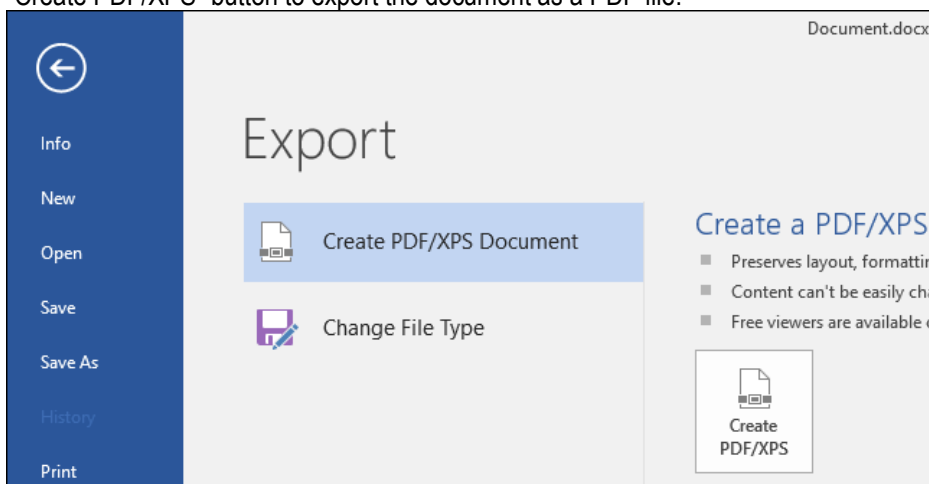 "Create PDF/XPS" button to export the document as a PDF file.
Document.docx
Info
New
Open
Save
Save As
History
Print
Export
Create PDF/XPS Document
Change File Type
Create a PDF/XPS
Preserves layout, formattin
Content can't be easily cha
Free viewers are available
Create
PDF/XPS